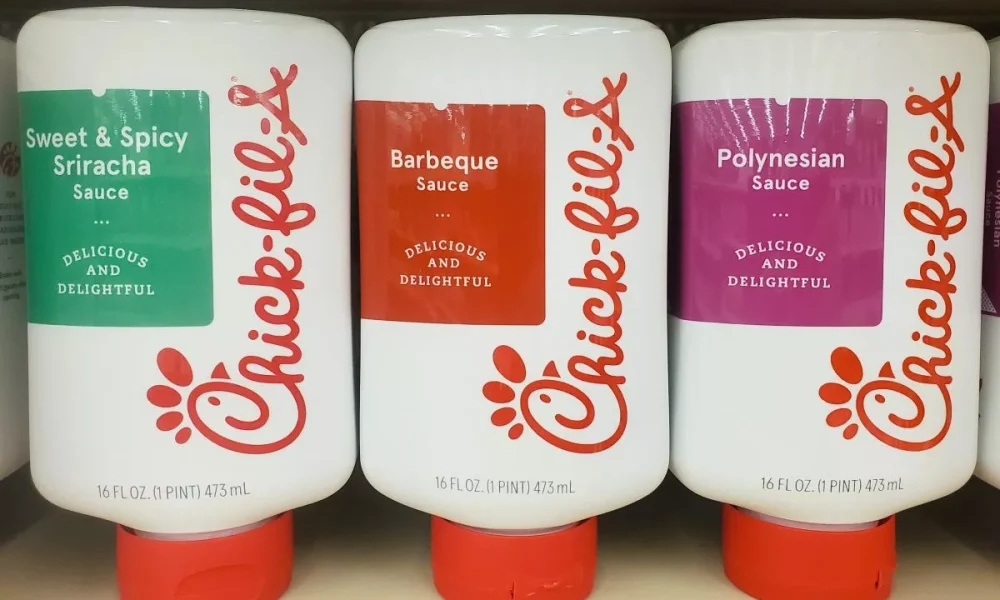 Sweet & Spicy
Sriracha
Sauce
...
DELICIOUS
AND
DELIGHTFUL
Chick-fil-A®
16 FL OZ. (1 PINT) 473 mL
Barbeque
Sauce
...
DELICIOUS
AND
DELIGHTFUL
Chick-fil-A®
16 FL OZ. (1 PINT) 473 mL
Polynesian
Sauce
...
DELICIOUS
AND
DELIGHTFUL
Chick-fil-A®
16 FL OZ. (1 PINT) 473 mL